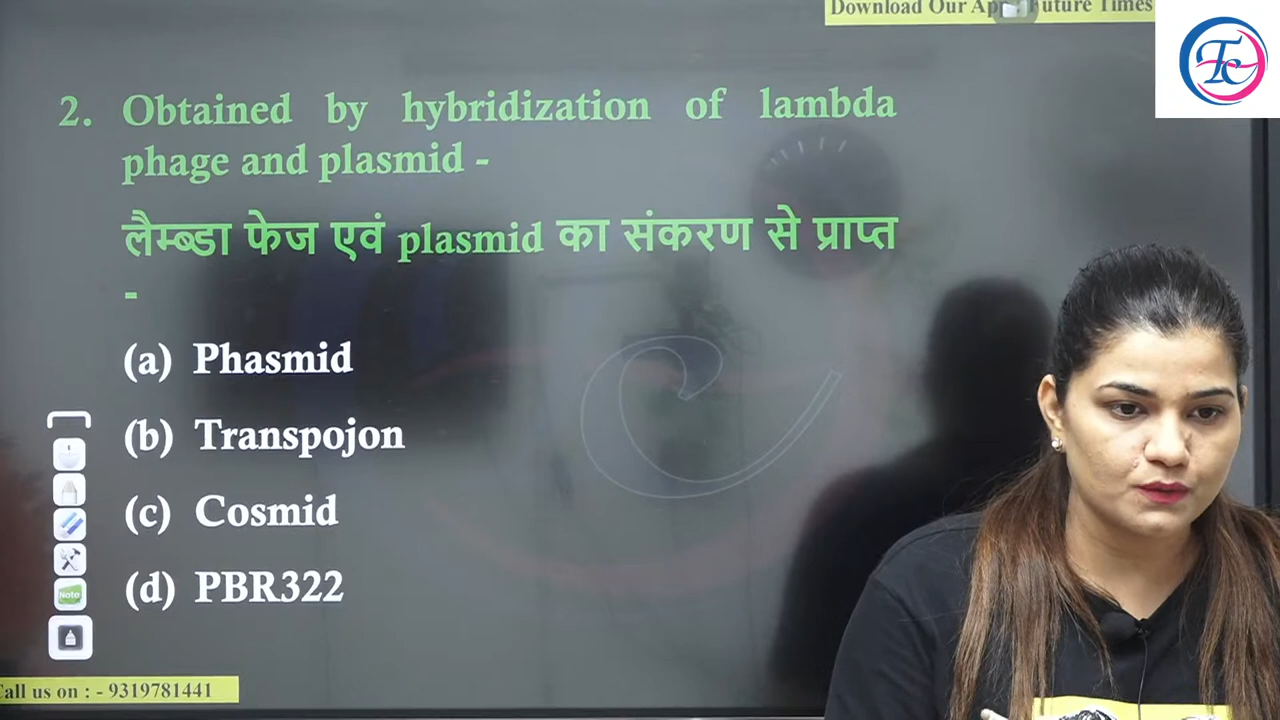 Download Our App Future Times
Tc
2. Obtained by hybridization of lambda
phage and plasmid -
लैम्ब्डा फेज एवं plasmid का संकरण से प्राप्त
-
(a) Phasmid
(b) Transpojon
(c) Cosmid
(d) PBR322
Note
Call us on : - 9319781441